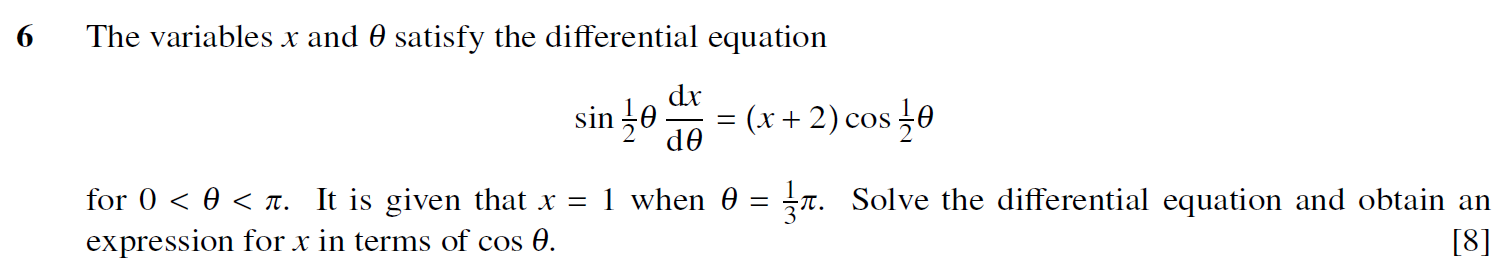 6 The variables x and θ satisfy the differential equation
sin ½θ dx/dθ = (x + 2) cos ½θ
for 0 < θ < π. It is given that x = 1 when θ = ⅓π. Solve the differential equation and obtain an
expression for x in terms of cos θ. [8]